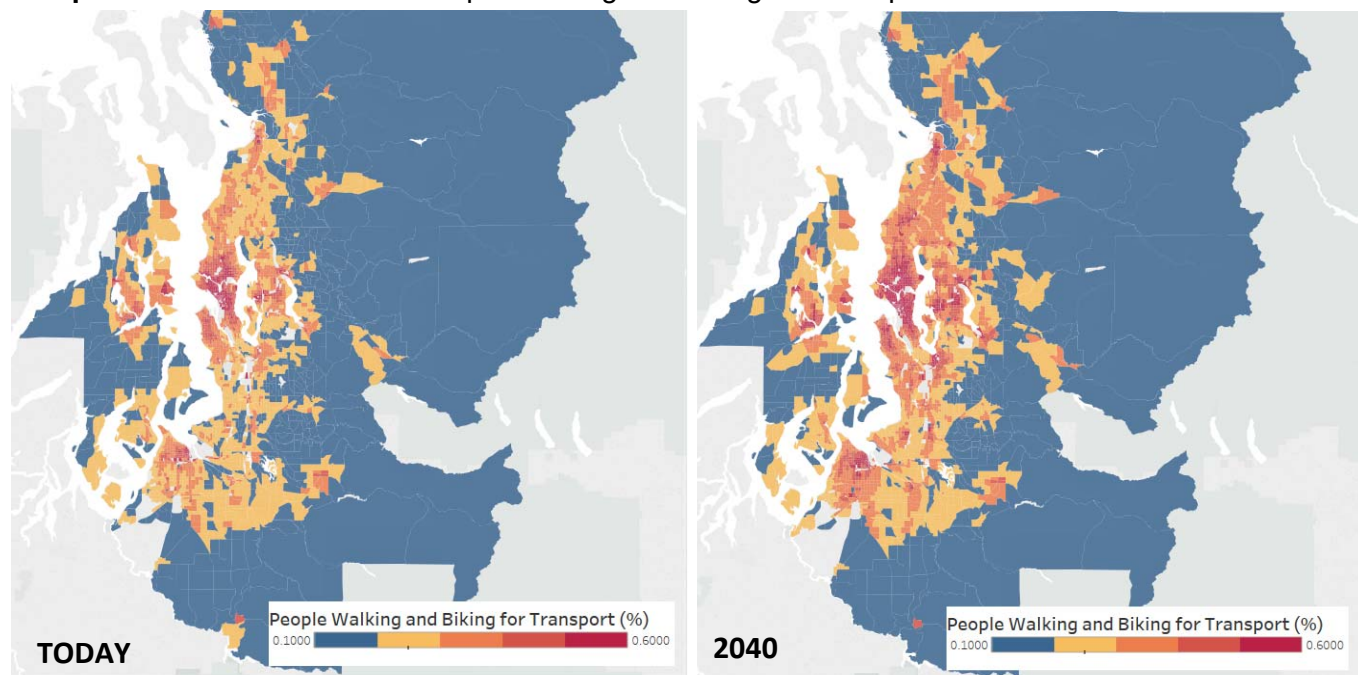 People Walking and Biking for Transport (%)
0.1000 0.6000
TODAY
People Walking and Biking for Transport (%)
0.1000 0.6000
2040